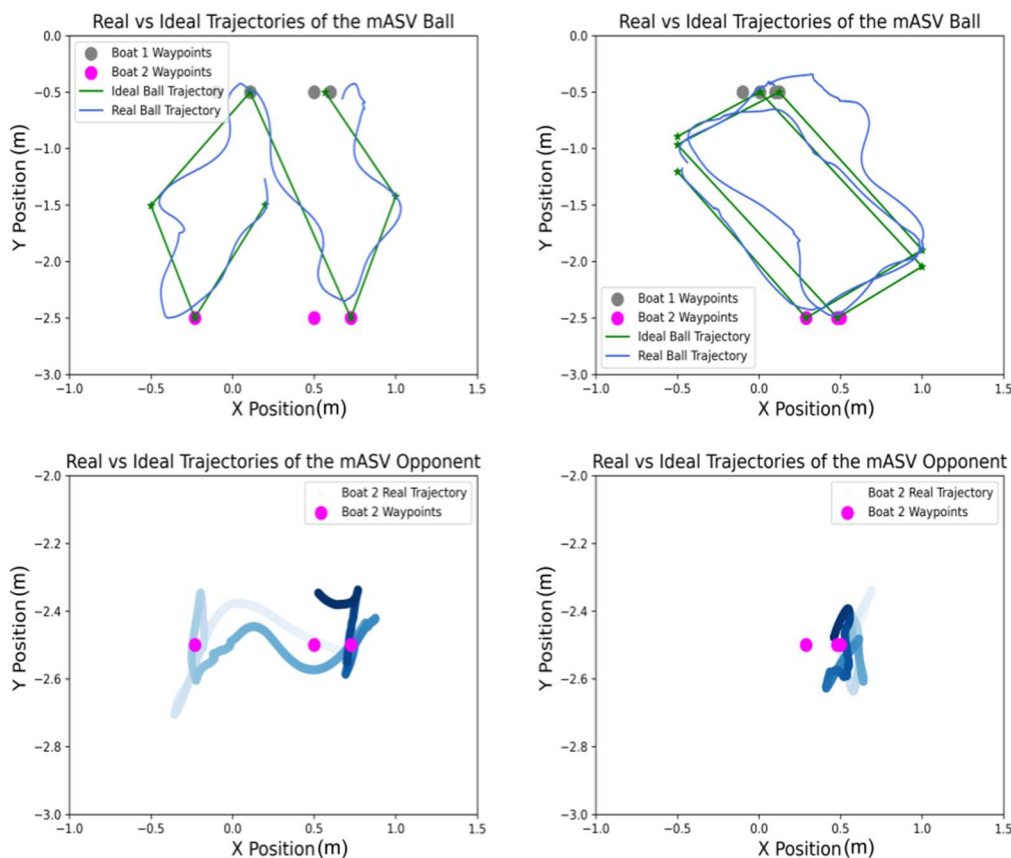 Real vs Ideal Trajectories of the mASV Ball
0.0
−0.5
−1.0
−1.5
−2.0
−2.5
−3.0
Y Position (m)
Boat 1 Waypoints
Boat 2 Waypoints
Ideal Ball Trajectory
Real Ball Trajectory
−1.0 −0.5 0.0 0.5 1.0 1.5
X Position(m)
Real vs Ideal Trajectories of the mASV Ball
0.0
−0.5
−1.0
−1.5
−2.0
−2.5
−3.0
Y Position (m)
Boat 1 Waypoints
Boat 2 Waypoints
Ideal Ball Trajectory
Real Ball Trajectory
−1.0 −0.5 0.0 0.5 1.0 1.5
X Position(m)
Real vs Ideal Trajectories of the mASV Opponent
−2.0
−2.2
−2.4
−2.6
−2.8
−3.0
Y Position (m)
Boat 2 Real Trajectory
Boat 2 Waypoints
−1.0 −0.5 0.0 0.5 1.0 1.5
X Position(m)
Real vs Ideal Trajectories of the mASV Opponent
−2.0
−2.2
−2.4
−2.6
−2.8
−3.0
Y Position (m)
Boat 2 Real Trajectory
Boat 2 Waypoints
−1.0 −0.5 0.0 0.5 1.0 1.5
X Position(m)